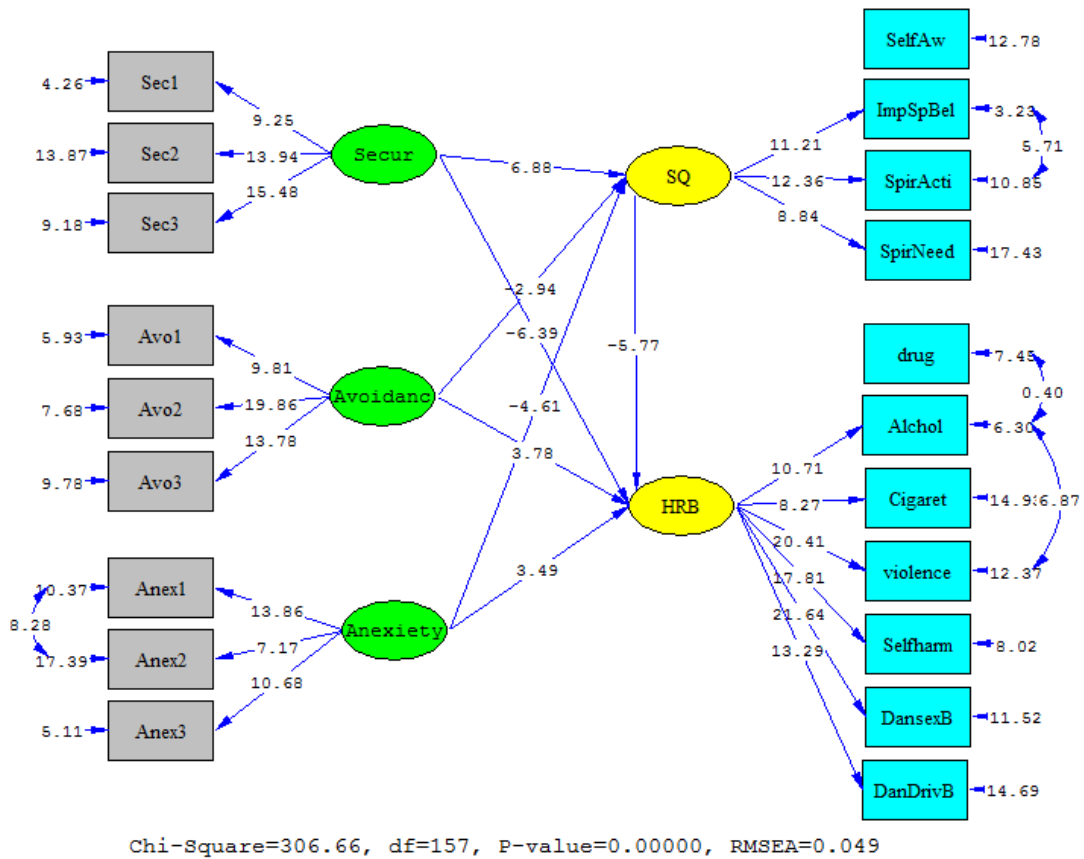 4.26 Sec1
13.87 Sec2
9.18 Sec3
9.25
13.94
15.48
Secur
5.93 Avo1
7.68 Avo2
9.78 Avo3
9.81
19.86
13.78
Avoidanc
10.37 Anex1
17.39 Anex2
5.11 Anex3
8.28
13.86
7.17
10.68
Anexiety
6.88
-2.94
-6.39
-4.61
3.78
3.49
-5.77
SQ
HRB
11.21
12.36
8.84
SelfAw 12.78
ImpSpBel 3.23
SpirActi 10.85
SpirNeed 17.43
5.71
10.71
8.27
20.41
17.81
21.64
13.29
drug 7.45
Alchol 6.30
Cigaret
violence 12.37
Selfharm 8.02
DansexB 11.52
DanDrivB 14.69
0.40
6.87
Chi-Square=306.66, df=157, P-value=0.00000, RMSEA=0.049